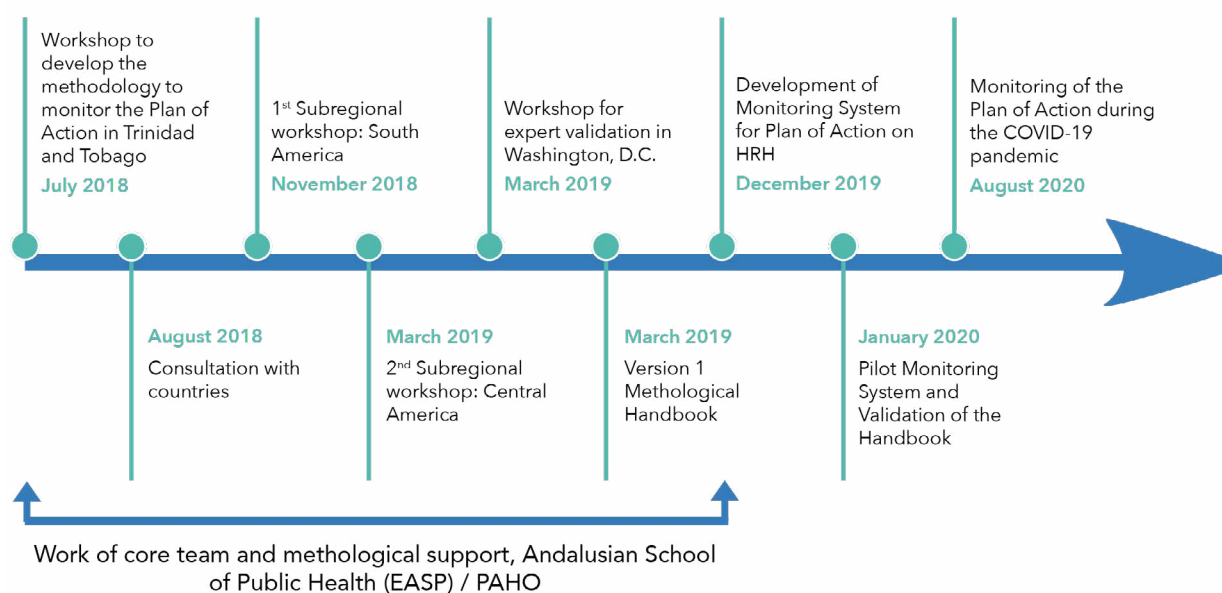 Workshop to
develop the
methodology to
monitor the Plan of
Action in Trinidad
and Tobago
July 2018
1st Subregional
workshop: South
America
November 2018
Workshop for
expert validation in
Washington, D.C.
March 2019
Development of
Monitoring System
for Plan of Action on
HRH
December 2019
Monitoring of the
Plan of Action during
the COVID-19
pandemic
August 2020
August 2018
Consultation with
countries
March 2019
2nd Subregional
workshop: Central
America
March 2019
Version 1
Methological
Handbook
January 2020
Pilot Monitoring
System and
Validation of the
Handbook
Work of core team and methological support, Andalusian School
of Public Health (EASP) / PAHO